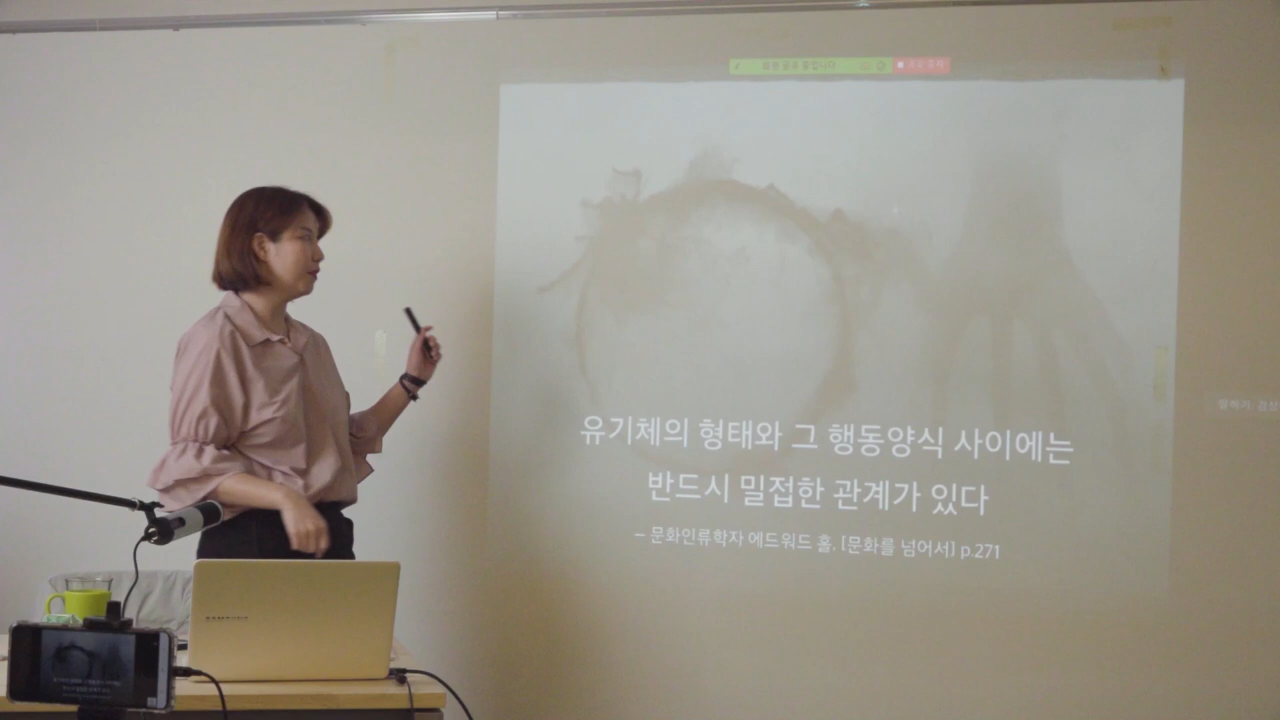 유기체의 형태와 그 행동양식 사이에는
반드시 밀접한 관계가 있다
– 문화인류학자 에드워드 홀. [문화를 넘어서] p.271